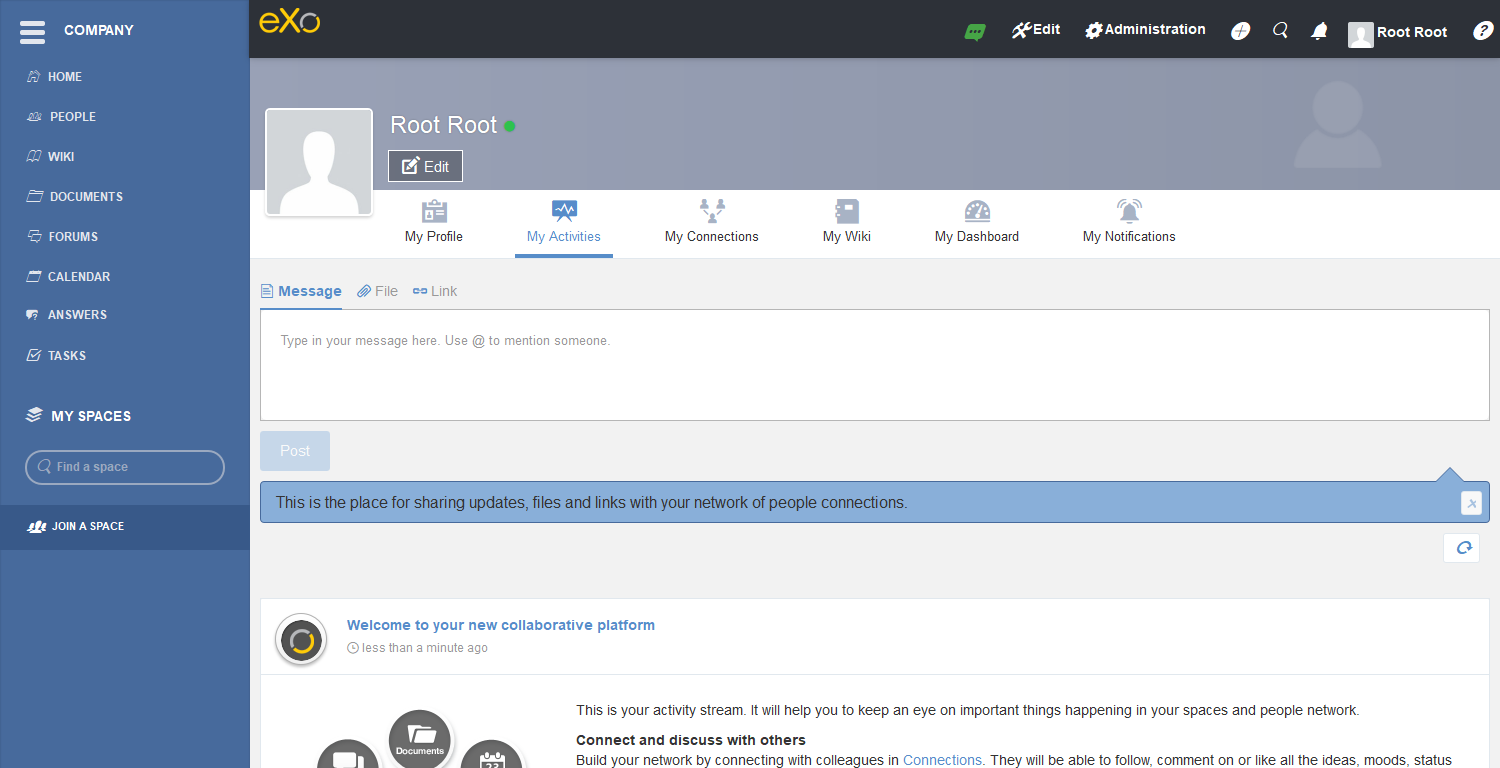 COMPANY
eXo
Edit
Administration
Root Root
?
HOME
PEOPLE
WIKI
DOCUMENTS
FORUMS
CALENDAR
ANSWERS
TASKS
MY SPACES
Find a space
JOIN A SPACE
Root Root
Edit
My Profile
My Activities
My Connections
My Wiki
My Dashboard
My Notifications
Message
File
Link
Type in your message here. Use @ to mention someone.
Post
This is the place for sharing updates, files and links with your network of people connections.
x
Welcome to your new collaborative platform
less than a minute ago
Documents
23
This is your activity stream. It will help you to keep an eye on important things happening in your spaces and people network.
Connect and discuss with others
Build your network by connecting with colleagues in Connections. They will be able to follow, comment on or like all the ideas, moods, status